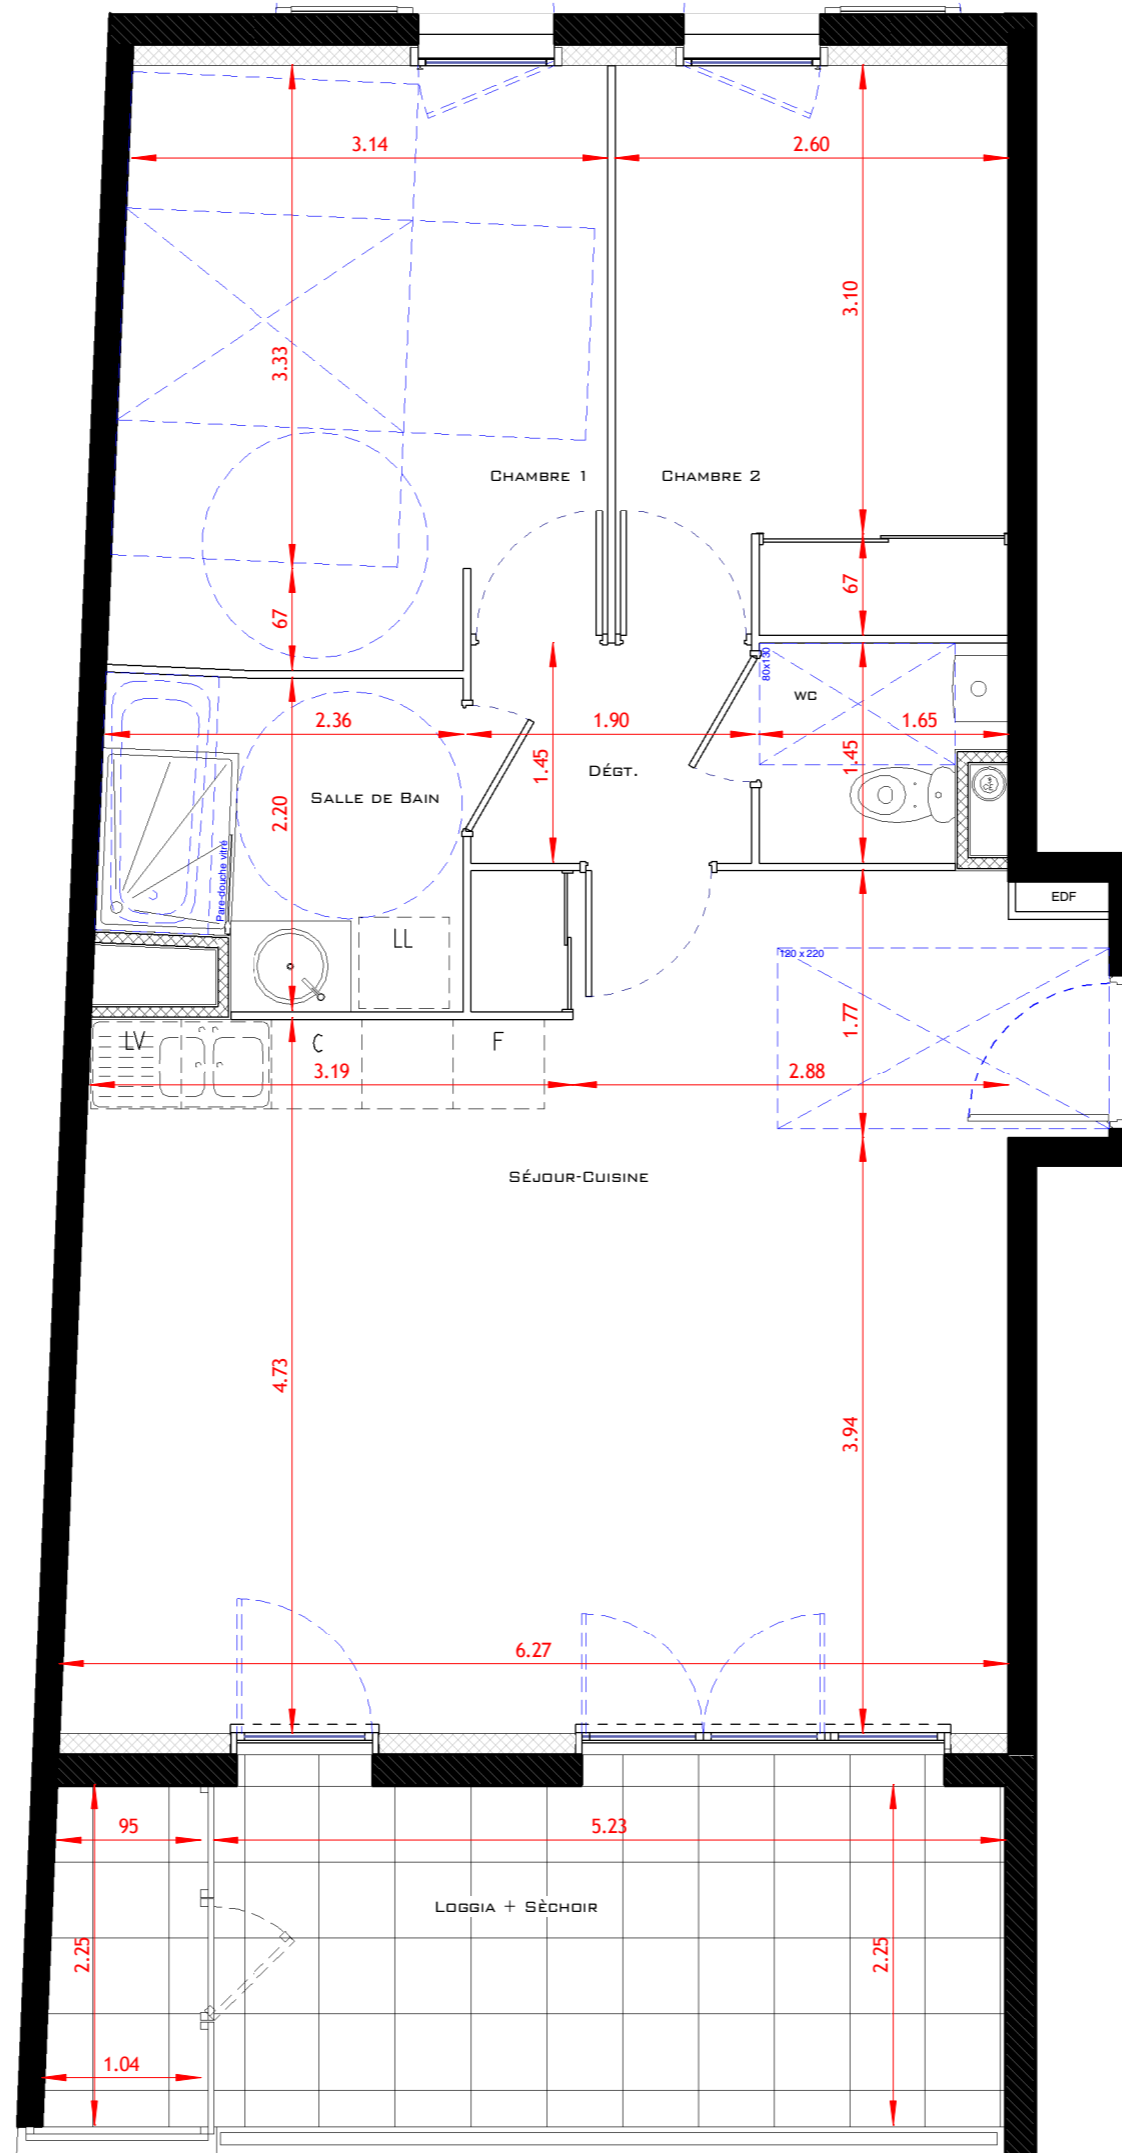 3.14
2.60
3.10
3.33
CHAMBRE 1
CHAMBRE 2
67
67
80x130
WC
2.36
1.90
1.65
1.45
1.45
DÉGT.
SALLE DE BAIN
2.20
Pare-douche vitré
LL
EDF
120 x 220
1.77
LV
C
F
3.19
2.88
SÉJOUR-CUISINE
4.73
3.94
6.27
95
5.23
LOGGIA + SÈCHOIR
2.25
2.25
1.04